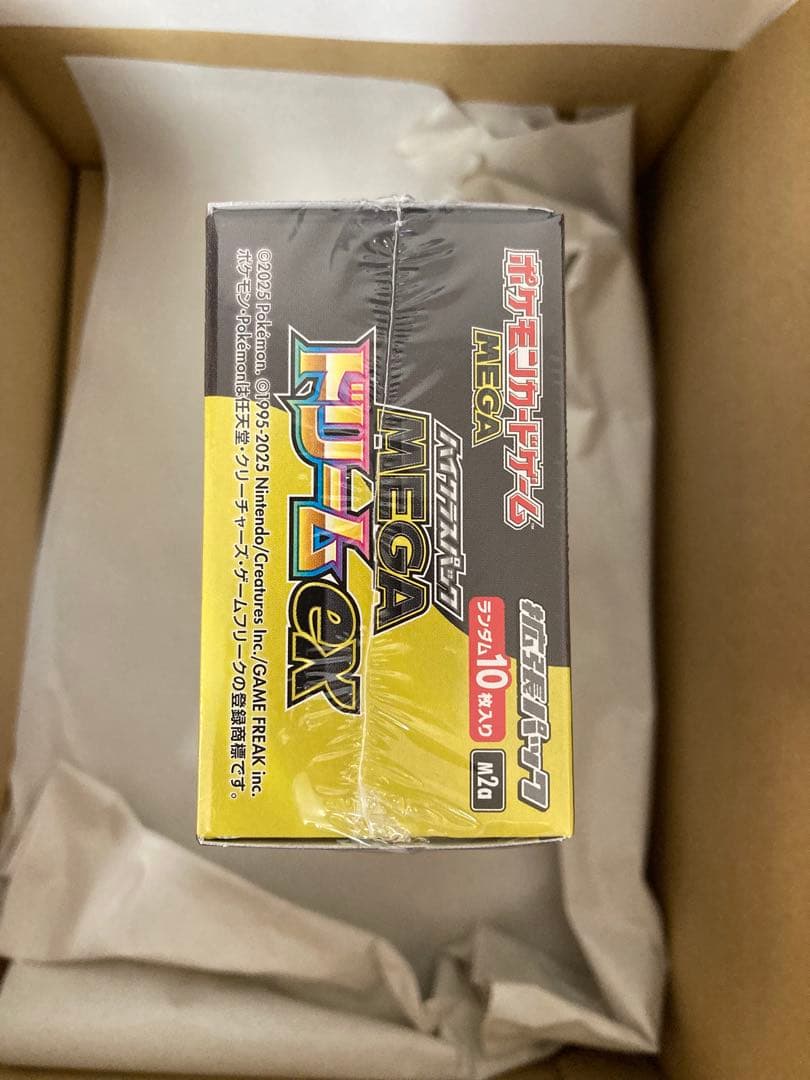 ポケモンカードゲーム
MEGA
拡張パック
ハイクラスパック
MEGA
ドリームex
ランダム10枚入り
M2a
©2025 Pokémon. ©1995-2025 Nintendo/Creatures Inc./GAME FREAK inc.
ポケモン・Pokémonは任天堂・クリーチャーズ・ゲームフリークの登録商標です。